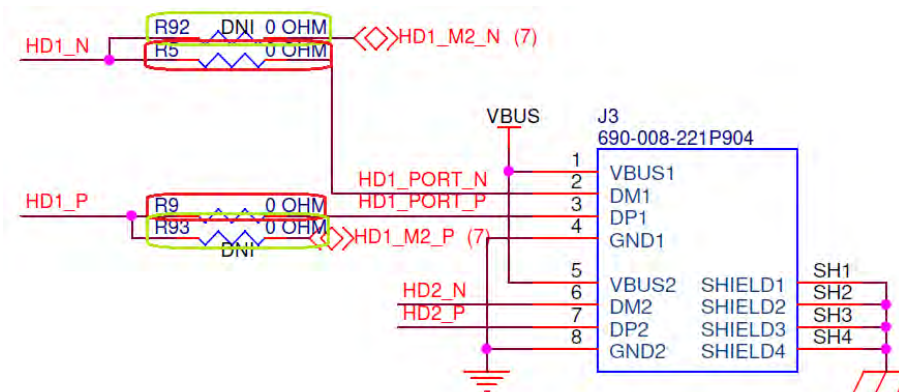 R92 DNI 0 OHM
HD1_M2_N (7)
HD1_N
R5 0 OHM
VBUS
J3
690-008-221P904
HD1_PORT_N
HD1_P
R9 0 OHM
HD1_PORT_P
R93 0 OHM
DNI
HD1_M2_P (7)
1 VBUS1
2 DM1
3 DP1
4 GND1
5 VBUS2 SHIELD1 SH1
HD2_N 6 DM2 SHIELD2 SH2
HD2_P 7 DP2 SHIELD3 SH3
8 GND2 SHIELD4 SH4